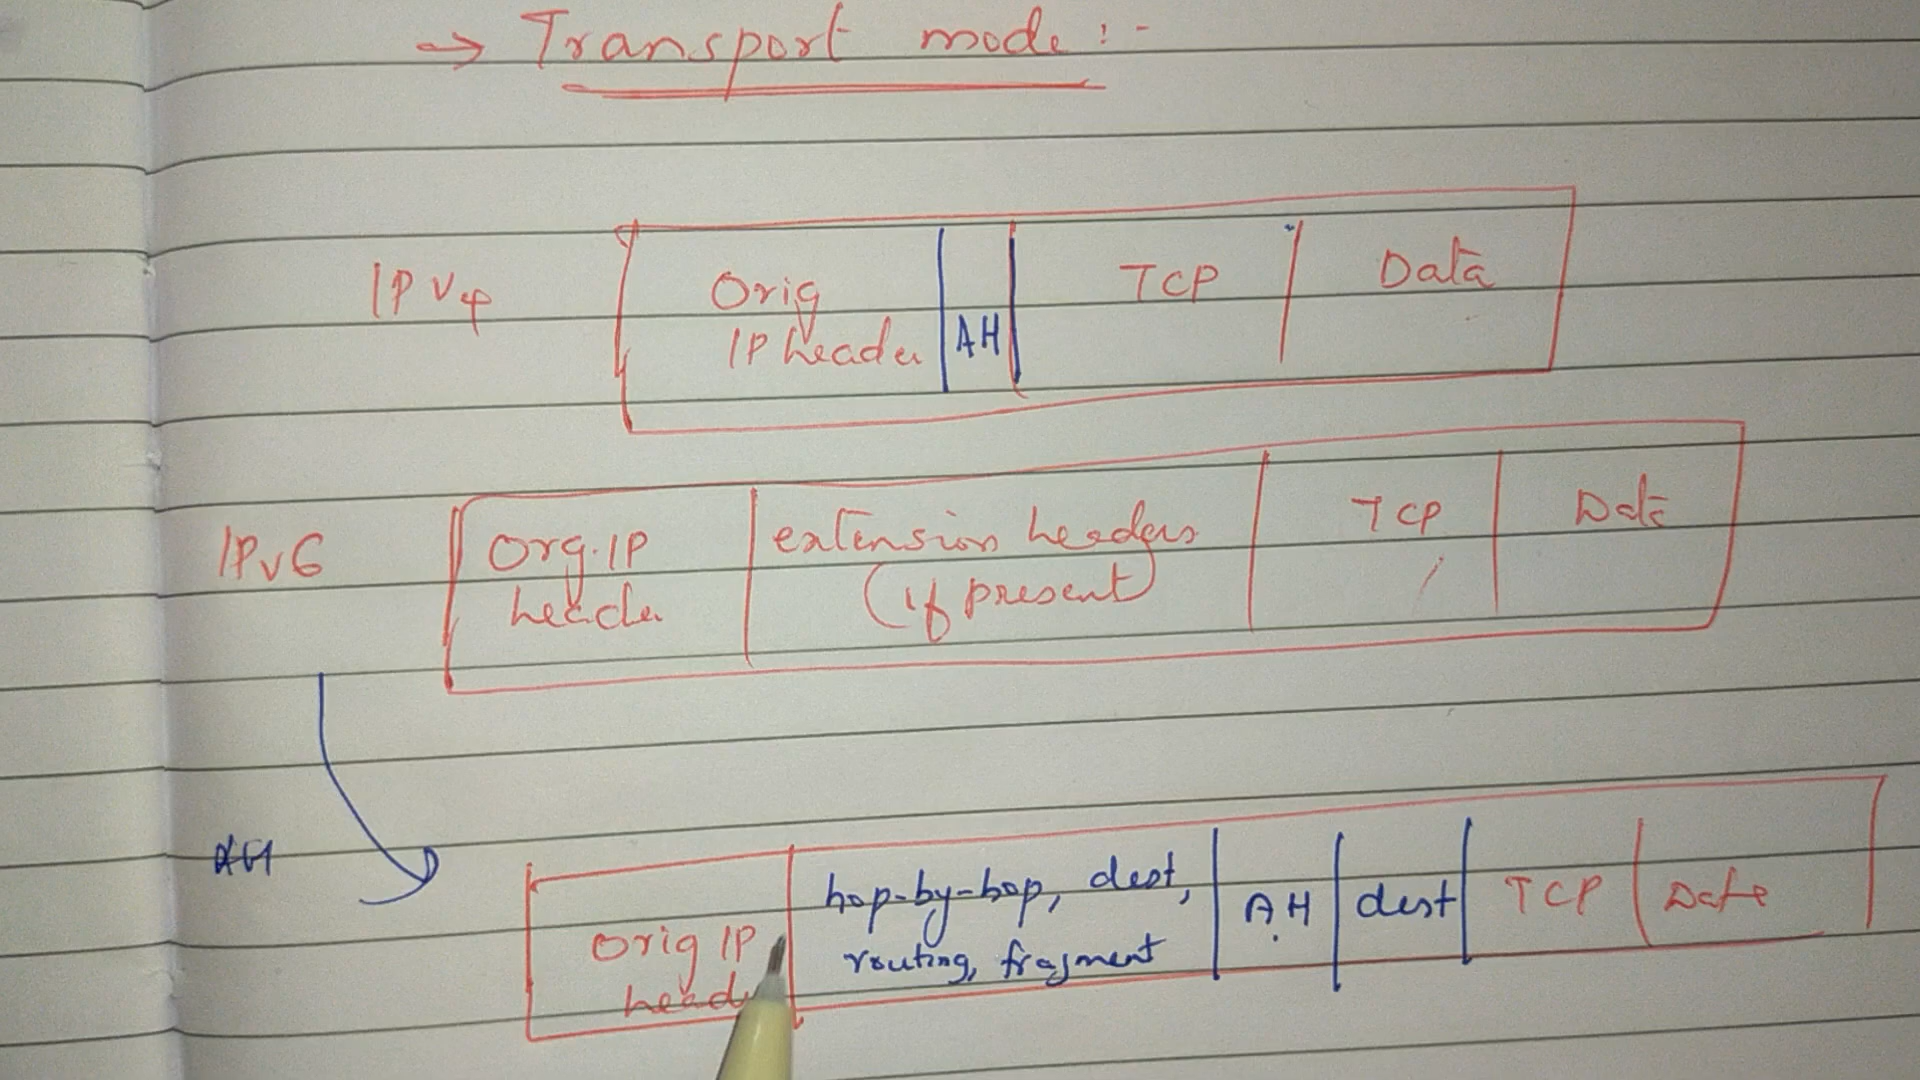 → Transport mode :-
IPv4 Orig IP header AH TCP Data
IPv6 Org.IP header extension headers (if present) TCP Data
Orig IP head hop-by-hop, dest, routing, fragment AH dest TCP Data